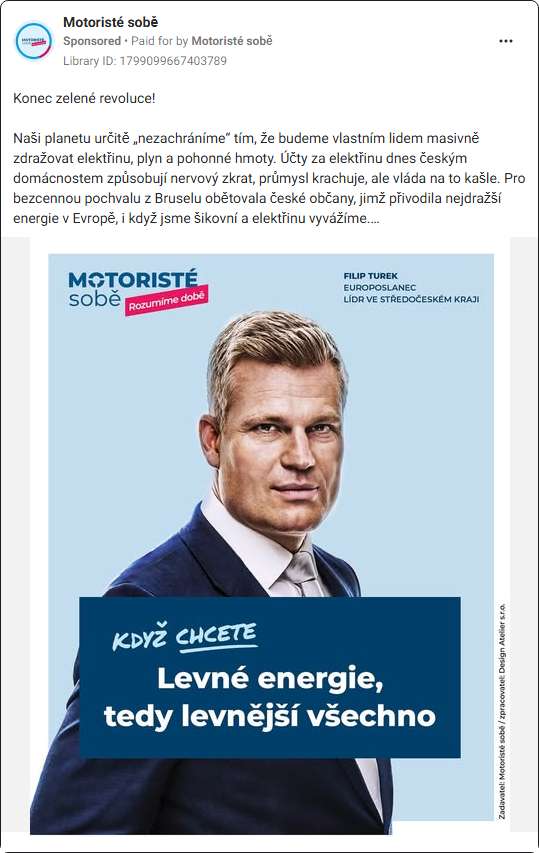 Motoristé sobě
Sponsored • Paid for by Motoristé sobě
Library ID: 1799099667403789
Konec zelené revoluce!
Naši planetu určitě „nezachráníme“ tím, že budeme vlastním lidem masivně
zdražovat elektřinu, plyn a pohonné hmoty. Účty za elektřinu dnes českým
domácnostem způsobují nervový zkrat, průmysl krachuje, ale vláda na to kašle. Pro
bezcennou pochvalu z Bruselu obětovala české občany, jimž přivodila nejdražší
energie v Evropě, i když jsme šikovní a elektřinu vyvážíme....
MOTORISTÉ
sobě
Rozumíme době
FILIP TUREK
EUROPOSLANEC
LÍDR VE STŘEDOČESKÉM KRAJI
KDYŽ CHCETE
Levné energie,
tedy levnější všechno
Zadavatel: Motoristé sobě / zpracovatel: Design Atelier s.r.o.